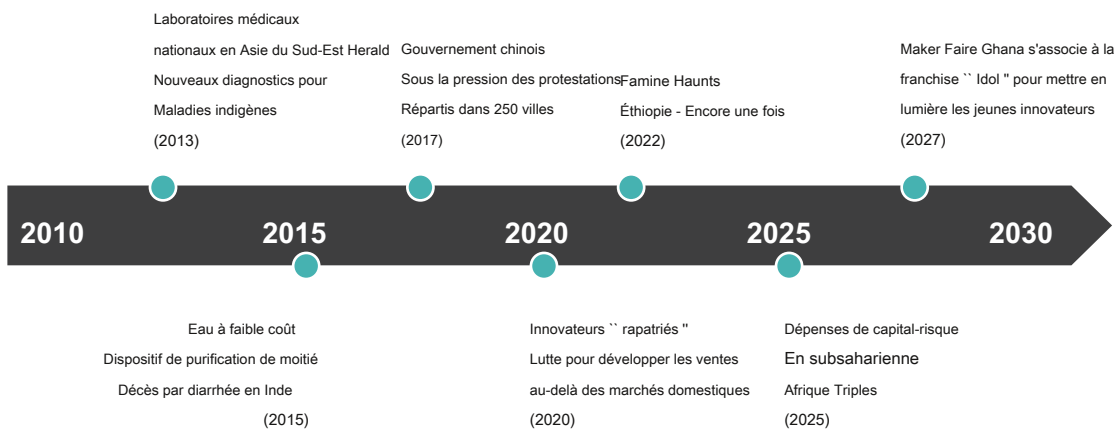 Laboratoires médicaux
nationaux en Asie du Sud-Est Herald
Nouveaux diagnostics pour
Maladies indigènes
(2013)
Gouvernement chinois
Sous la pression des protestations
Répartis dans 250 villes
(2017)
Famine Haunts
Éthiopie - Encore une fois
(2022)
Maker Faire Ghana s'associe à la
franchise `` Idol '' pour mettre en
lumière les jeunes innovateurs
(2027)
2010
2015
2020
2025
2030
Eau à faible coût
Dispositif de purification de moitié
Décès par diarrhée en Inde
(2015)
Innovateurs `` rapatriés ''
Lutte pour développer les ventes
au-delà des marchés domestiques
(2020)
Dépenses de capital-risque
En subsaharienne
Afrique Triples
(2025)